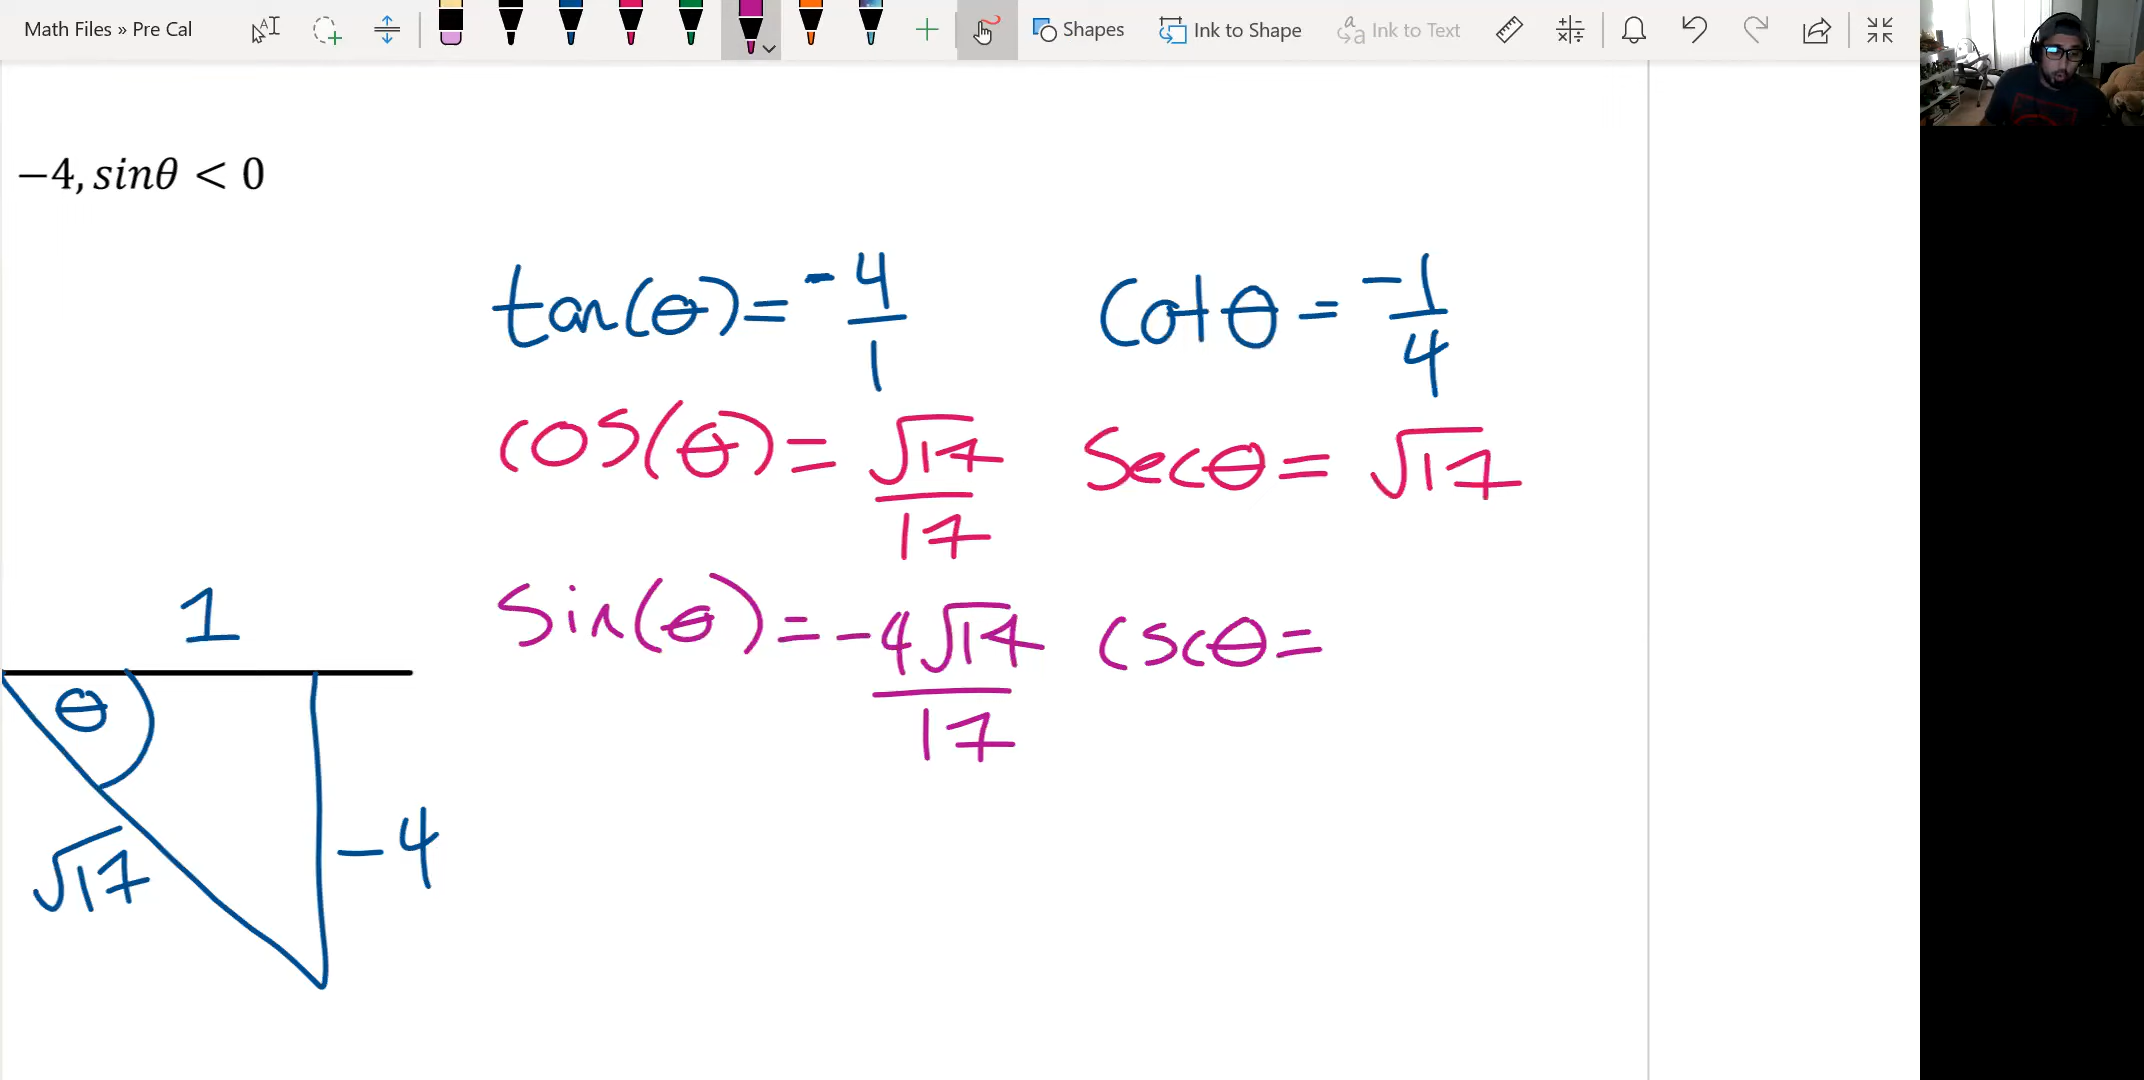 Math Files » Pre Cal
Shapes
Ink to Shape
Ink to Text
−4, sinθ < 0
tan(θ) = -4/1
cot θ = -1/4
cos(θ) = √17/17
Sec θ = √17
Sin(θ) = -4√17/17
csc θ =
1
θ
√17
-4